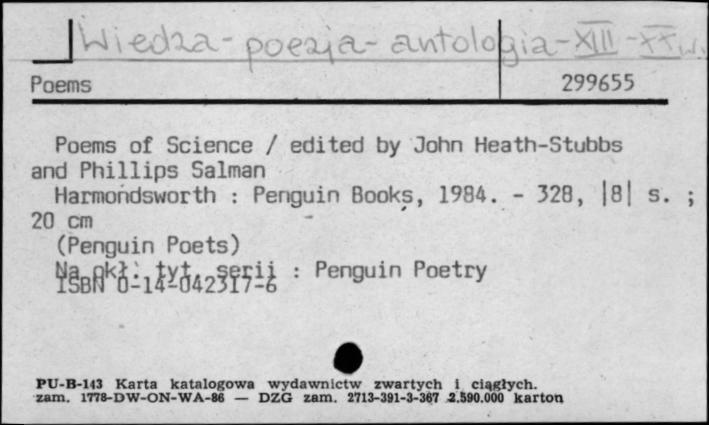 Wiedza - poezja - antologia - XIII - XX w.
Poems 299655
Poems of Science / edited by John Heath-Stubbs
and Phillips Salman
Harmondsworth : Penguin Books, 1984. - 328, |8| s. ;
20 cm
(Penguin Poets)
Na okł. tyt. serii : Penguin Poetry
ISBN 0-14-042317-6
PU-B-143 Karta katalogowa wydawnictw zwartych i ciągłych.
zam. 1778-DW-ON-WA-86 — DZG zam. 2713-391-3-367 2.590.000 karton